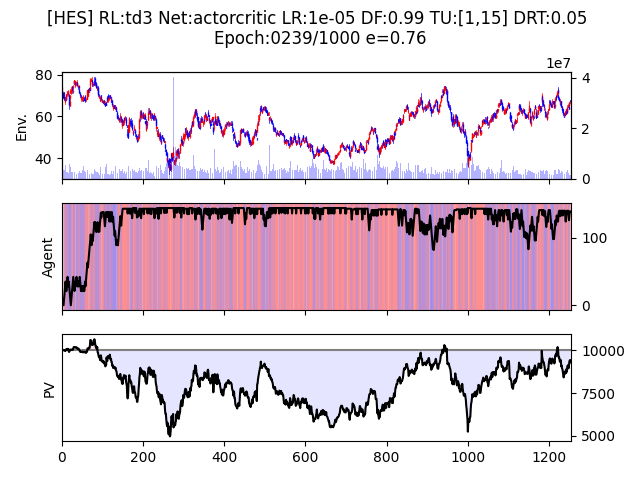 [HES] RL:td3 Net:actorcritic LR:1e-05 DF:0.99 TU:[1,15] DRT:0.05
Epoch:0239/1000 e=0.76
1e7
80
60
40
Env.
4
2
0
Agent
100
0
PV
10000
7500
5000
0 200 400 600 800 1000 1200